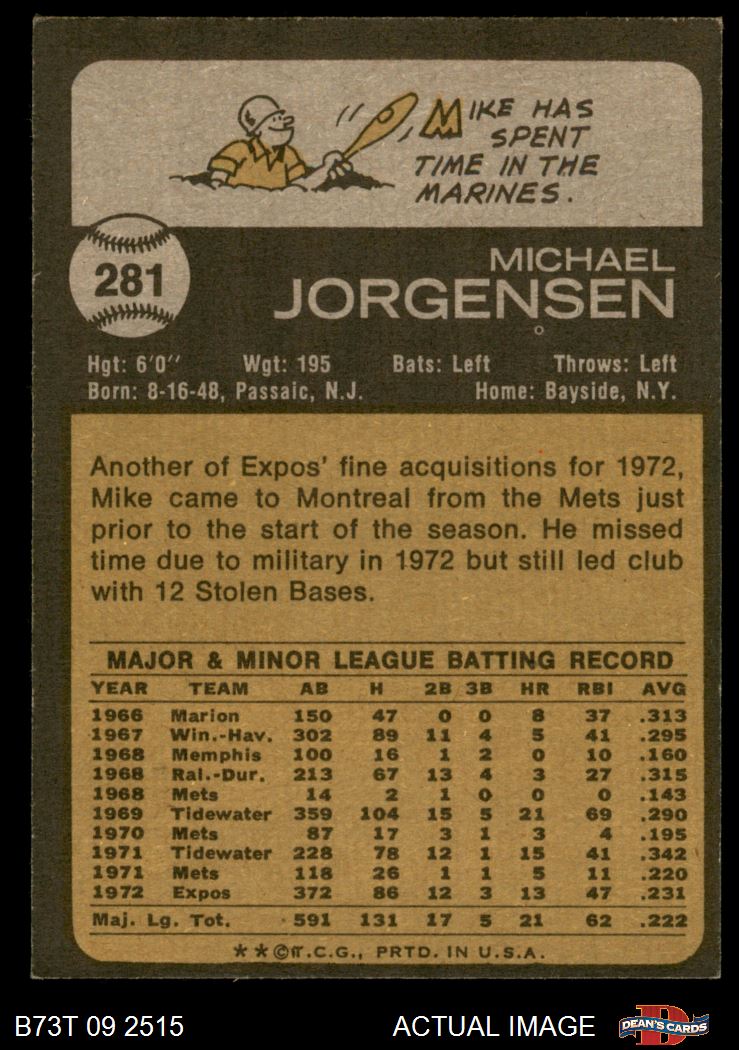 MIKE HAS
SPENT
TIME IN THE
MARINES.
281
MICHAEL
JORGENSEN
Hgt: 6'0" Wgt: 195 Bats: Left Throws: Left
Born: 8-16-48, Passaic, N.J. Home: Bayside, N.Y.
Another of Expos' fine acquisitions for 1972,
Mike came to Montreal from the Mets just
prior to the start of the season. He missed
time due to military in 1972 but still led club
with 12 Stolen Bases.
MAJOR & MINOR LEAGUE BATTING RECORD
YEAR TEAM AB H 2B 3B HR RBI AVG
1966 Marion 150 47 0 0 8 37 .313
1967 Win.-Hav. 302 89 11 4 5 41 .295
1968 Memphis 100 16 1 2 0 10 .160
1968 Ral.-Dur. 213 67 13 4 3 27 .315
1968 Mets 14 2 1 0 0 0 .143
1969 Tidewater 359 104 15 5 21 69 .290
1970 Mets 87 17 3 1 3 4 .195
1971 Tidewater 228 78 12 1 15 41 .342
1971 Mets 118 26 1 1 5 11 .220
1972 Expos 372 86 12 3 13 47 .231
Maj. Lg. Tot. 591 131 17 5 21 62 .222
**©T.C.G., PRTD. IN U.S.A.
B73T 09 2515 ACTUAL IMAGE D DEAN'S CARDS